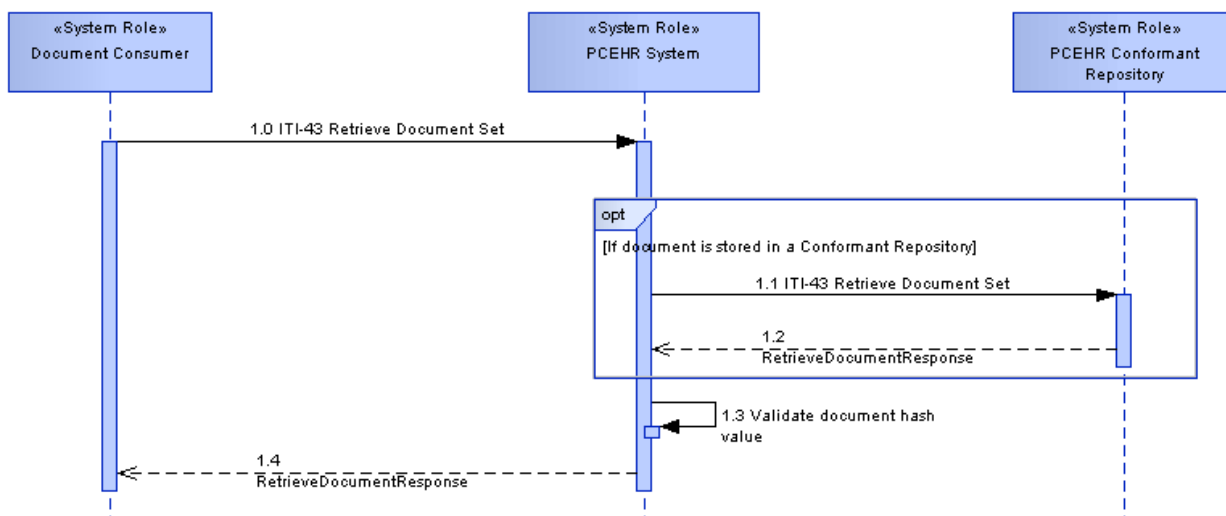 «System Role»
Document Consumer
«System Role»
PCEHR System
«System Role»
PCEHR Conformant
Repository
1.0 ITI-43 Retrieve Document Set
opt
[If document is stored in a Conformant Repository]
1.1 ITI-43 Retrieve Document Set
1.2
RetrieveDocumentResponse
1.3 Validate document hash
value
1.4
RetrieveDocumentResponse